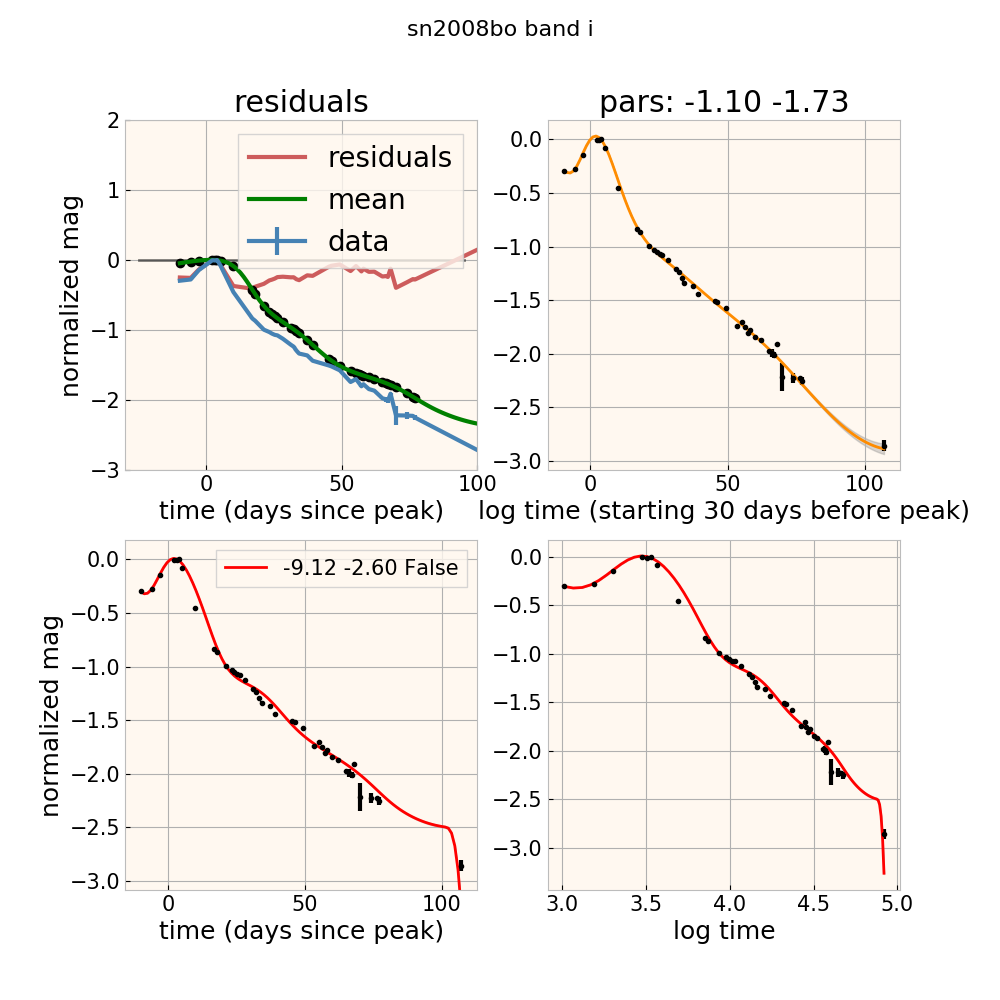 sn2008bo band i
residuals
pars: -1.10 -1.73
2
1
0
−1
−2
−3
normalized mag
residuals
mean
data
0 50 100
time (days since peak)
0.0
−0.5
−1.0
−1.5
−2.0
−2.5
−3.0
0 50 100
log time (starting 30 days before peak)
0.0
−0.5
−1.0
−1.5
−2.0
−2.5
−3.0
normalized mag
-9.12 -2.60 False
0 50 100
time (days since peak)
0.0
−0.5
−1.0
−1.5
−2.0
−2.5
−3.0
3.0 3.5 4.0 4.5 5.0
log time